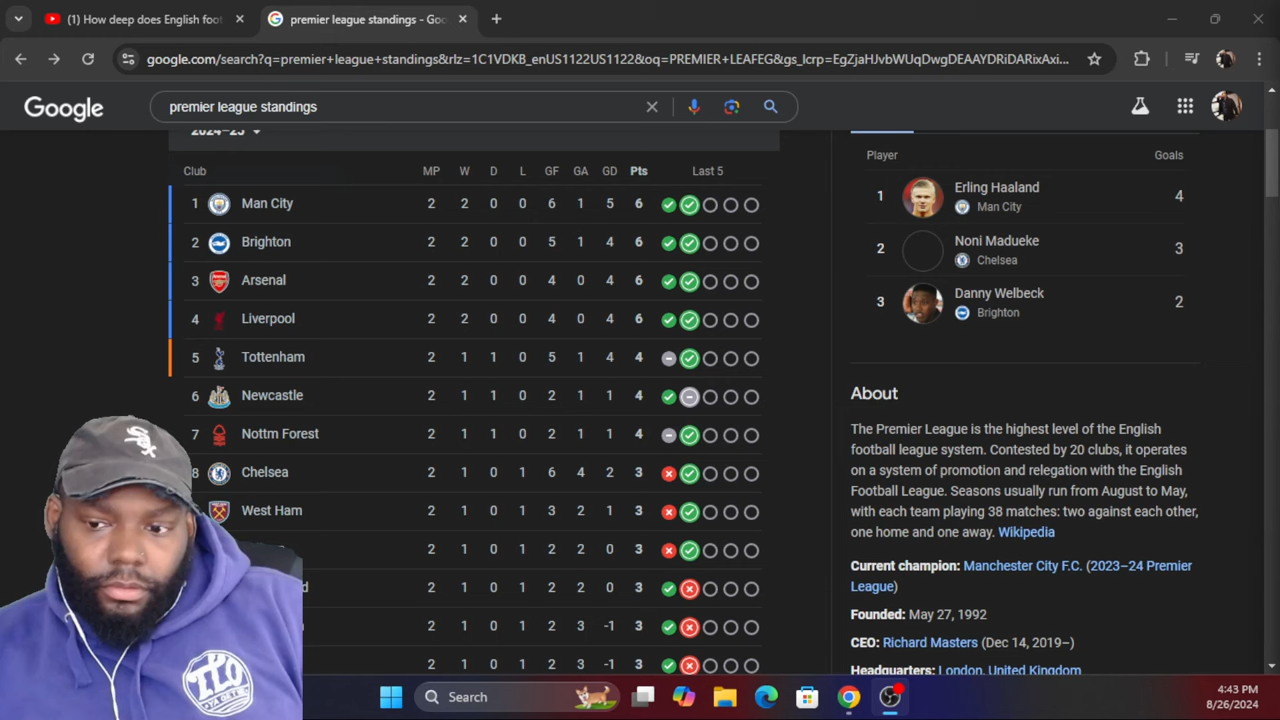 (1) How deep does English foot
premier league standings - Goo
google.com/search?q=premier+league+standings&rlz=1C1VDKB_enUS1122US1122&oq=PREMIER+LEAFEG&gs_lcrp=EgZjaHJvbWUqDwgDEAAYDRiDARixAxi...
Google
premier league standings
2024–25
Club MP W D L GF GA GD Pts Last 5
1 Man City 2 2 0 0 6 1 5 6
2 Brighton 2 2 0 0 5 1 4 6
3 Arsenal 2 2 0 0 4 0 4 6
4 Liverpool 2 2 0 0 4 0 4 6
5 Tottenham 2 1 1 0 5 1 4 4
6 Newcastle 2 1 1 0 2 1 1 4
7 Nottm Forest 2 1 1 0 2 1 1 4
8 Chelsea 2 1 0 1 6 4 2 3
West Ham 2 1 0 1 3 2 1 3
2 1 0 1 2 2 0 3
d 2 1 0 1 2 2 0 3
2 1 0 1 2 3 -1 3
2 1 0 1 2 3 -1 3
Player Goals
1 Erling Haaland 4
Man City
2 Noni Madueke 3
Chelsea
3 Danny Welbeck 2
Brighton
About
The Premier League is the highest level of the English
football league system. Contested by 20 clubs, it operates
on a system of promotion and relegation with the English
Football League. Seasons usually run from August to May,
with each team playing 38 matches: two against each other,
one home and one away. Wikipedia
Current champion: Manchester City F.C. (2023–24 Premier
League)
Founded: May 27, 1992
CEO: Richard Masters (Dec 14, 2019–)
Headquarters: London, United Kingdom
Sox
TLO
Search
4:43 PM
8/26/2024